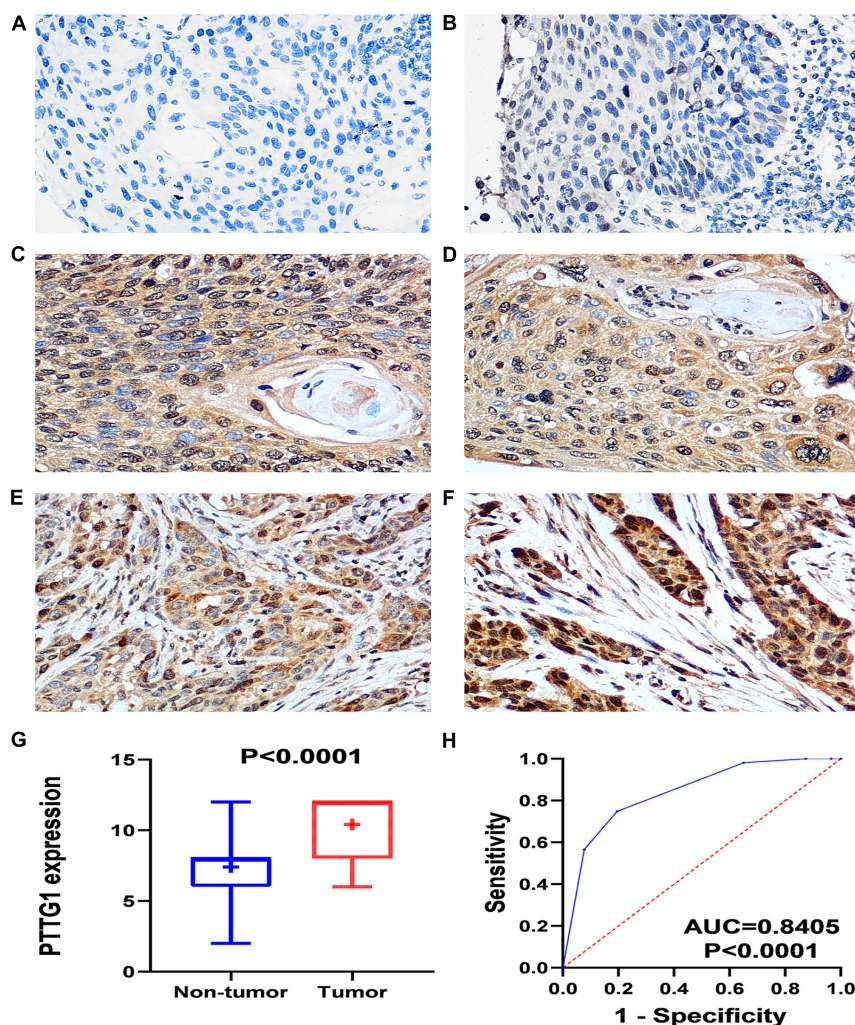 A
B
C
D
E
F
G
P<0.0001
PTTG1 expression
15
10
5
0
Non-tumor
Tumor
H
Sensitivity
1.0
0.8
0.6
0.4
0.2
0.0
AUC=0.8405
P<0.0001
0.0 0.2 0.4 0.6 0.8 1.0
1 - Specificity